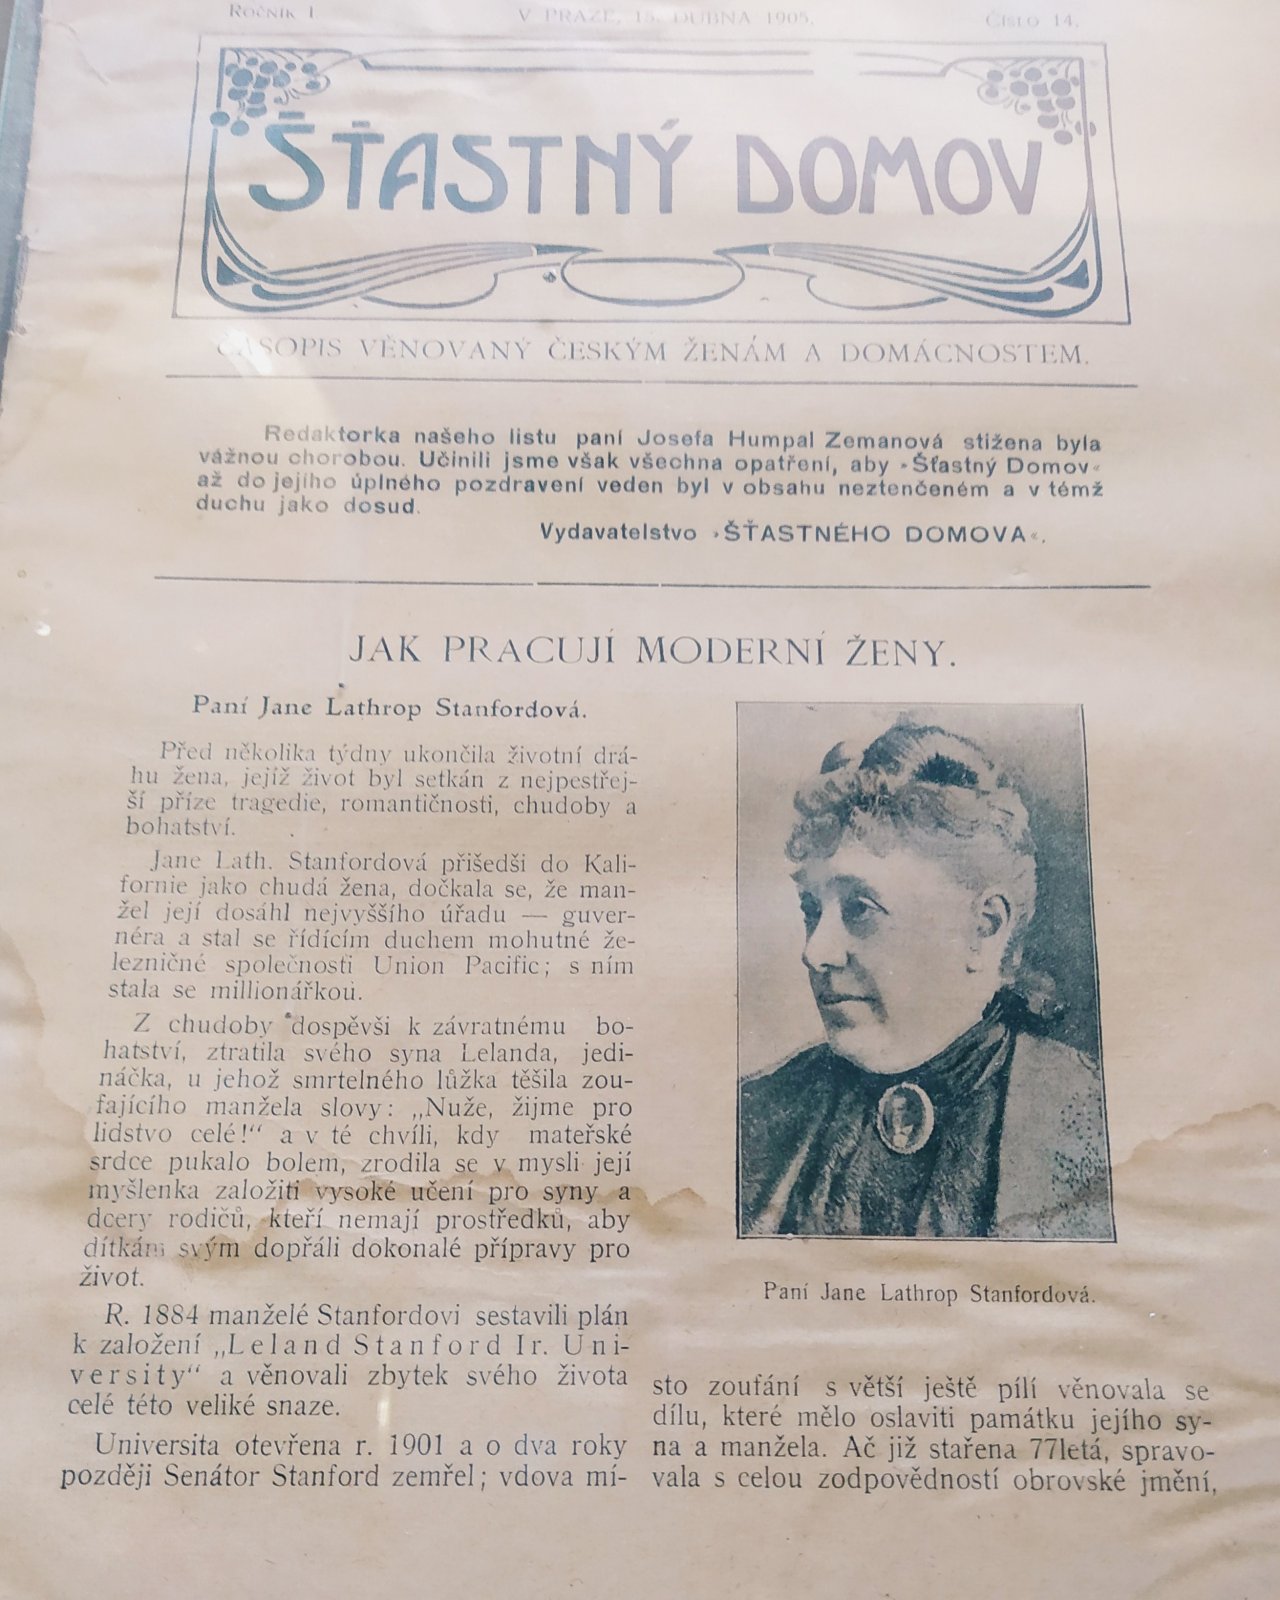 Ročník I.
V PRAZE, 15. DUBNA 1905.
Číslo 14.
ŠŤASTNÝ DOMOV
ČASOPIS VĚNOVANÝ ČESKÝM ŽENÁM A DOMÁCNOSTEM.
Redaktorka našeho listu paní Josefa Humpal Zemanová stižena byla
vážnou chorobou. Učinili jsme však všechna opatření, aby »Šťastný Domov«
až do jejího úplného pozdravení veden byl v obsahu neztenčeném a v témž
duchu jako dosud.
Vydavatelstvo »ŠŤASTNÉHO DOMOVA«.
JAK PRACUJÍ MODERNÍ ŽENY.
Paní Jane Lathrop Stanfordová.
Před několika týdny ukončila životní drá-
hu žena, jejíž život byl setkán z nejpestřej-
ší příze tragedie, romantičnosti, chudoby a
bohatství.
Jane Lath. Stanfordová přišedši do Kali-
fornie jako chudá žena, dočkala se, že man-
žel její dosáhl nejvyššího úřadu — guver-
néra a stal se řídícím duchem mohutné že-
lezničné společnosti Union Pacific; s ním
stala se millionářkou.
Z chudoby dospěvši k závratnému bo-
hatství, ztratila svého syna Lelanda, jedi-
náčka, u jehož smrtelného lůžka těšila zou-
fajícího manžela slovy: „Nuže, žijme pro
lidstvo celé!“ a v té chvíli, kdy mateřské
srdce pukalo bolem, zrodila se v mysli její
myšlenka založiti vysoké učení pro syny a
dcery rodičů, kteří nemají prostředků, aby
dítkám svým dopřáli dokonalé přípravy pro
život.
R. 1884 manželé Stanfordovi sestavili plán
k založení „Leland Stanford Ir. Uni-
versity“ a věnovali zbytek svého života
celé této veliké snaze.
Universita otevřena r. 1901 a o dva roky
později Senátor Stanford zemřel; vdova mí-
Paní Jane Lathrop Stanfordová.
sto zoufání s větší ještě pílí věnovala se
dílu, které mělo oslaviti památku jejího sy-
na a manžela. Ač již stařena 77letá, spravo-
vala s celou zodpovědností obrovské jmění,